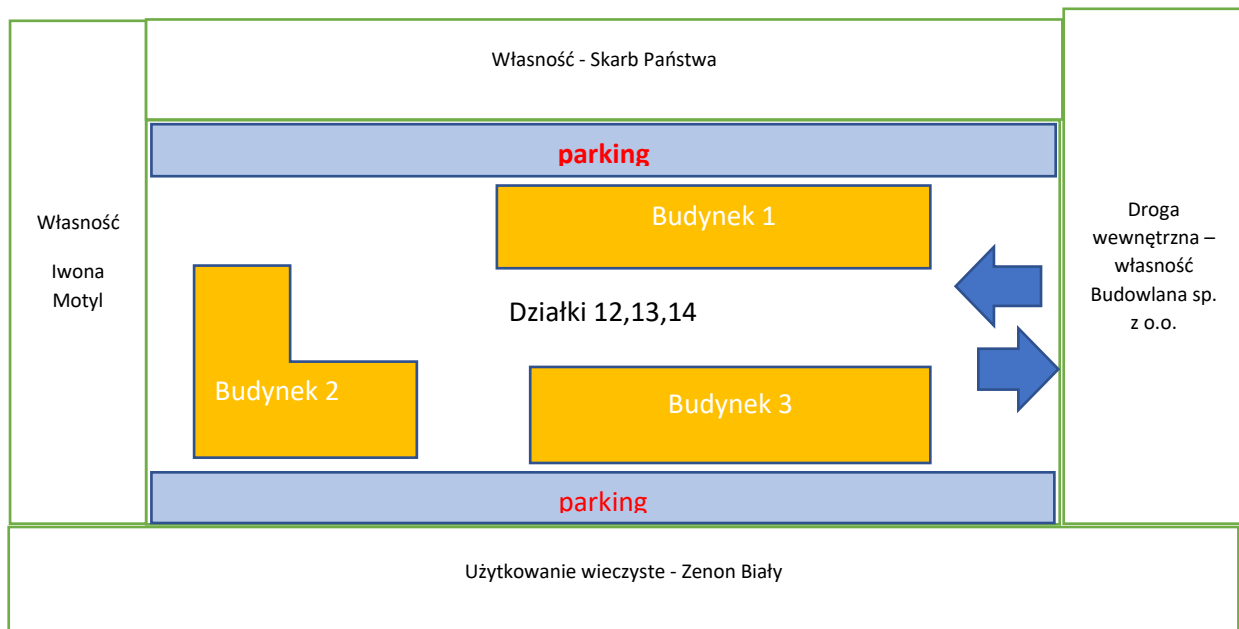 Własność - Skarb Państwa
parking
Budynek 1
Własność
Iwona
Motyl
Droga
wewnętrzna –
własność
Budowlana sp.
z o.o.
Działki 12,13,14
Budynek 2
Budynek 3
parking
Użytkowanie wieczyste - Zenon Biały